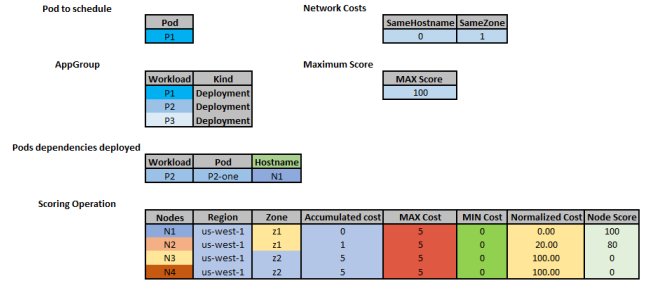 Pod to schedule
Network Costs
Pod
P1
SameHostname SameZone
0 1
AppGroup
Maximum Score
Workload Kind
P1 Deployment
P2 Deployment
P3 Deployment
MAX Score
100
Pods dependencies deployed
Workload Pod Hostname
P2 P2-one N1
Scoring Operation
Nodes Region Zone Accumulated cost MAX Cost MIN Cost Normalized Cost Node Score
N1 us-west-1 z1 0 5 0 0.00 100
N2 us-west-1 z1 1 5 0 20.00 80
N3 us-west-1 z2 5 5 0 100.00 0
N4 us-west-1 z2 5 5 0 100.00 0